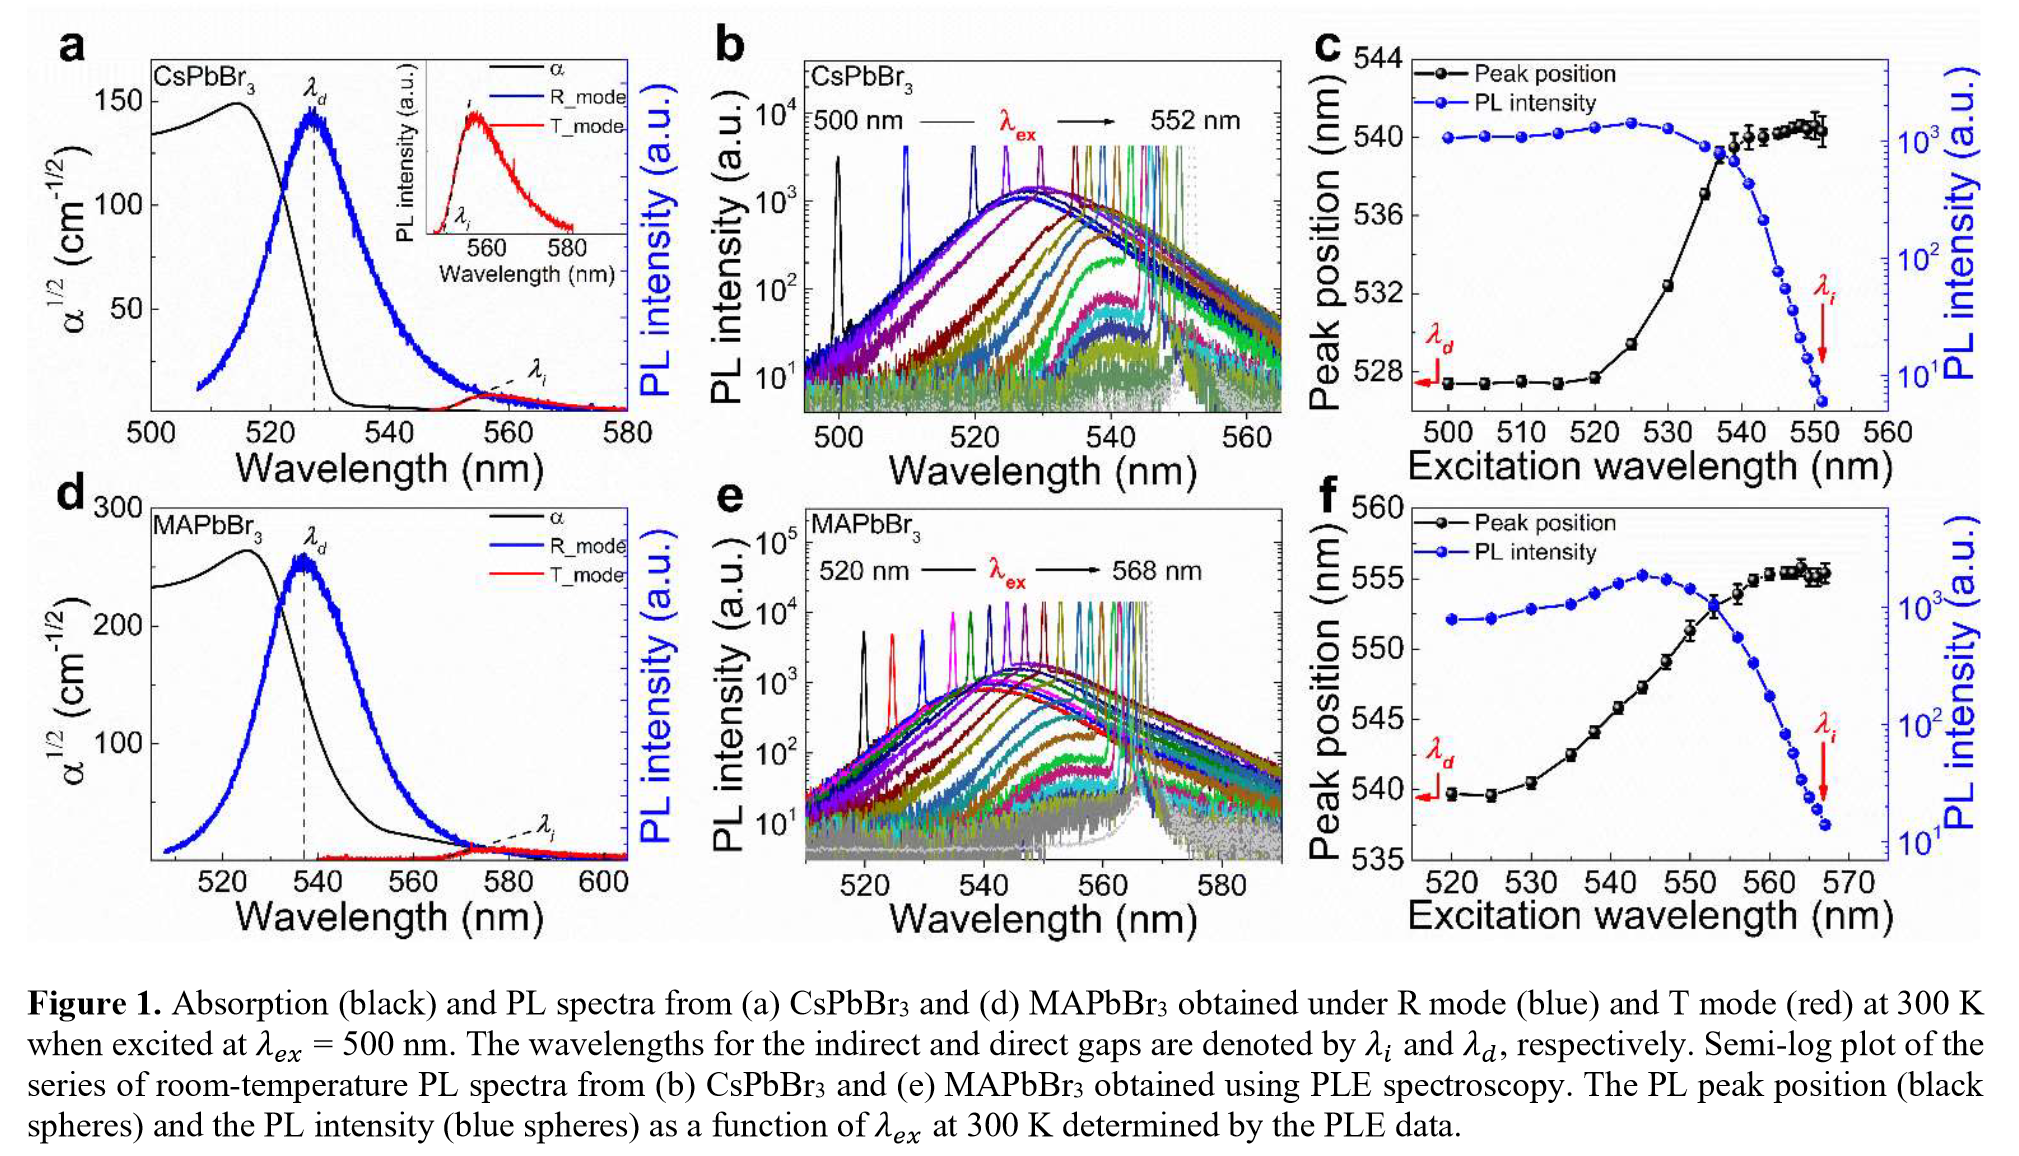 a
CsPbBr3
λd
α
R_mode
T_mode
PL intensity (a.u.)
λi
560 580
Wavelength (nm)
λi
150
100
50
α1/2 (cm-1/2)
PL intensity (a.u.)
500 520 540 560 580
Wavelength (nm)
b
CsPbBr3
500 nm λex 552 nm
104
103
102
101
PL intensity (a.u.)
500 520 540 560
Wavelength (nm)
c
Peak position
PL intensity
544
540
536
532
528
Peak position (nm)
103
102
101
PL intensity (a.u.)
λd
λi
500 510 520 530 540 550 560
Excitation wavelength (nm)
d
MAPbBr3
λd
α
R_mode
T_mode
λi
300
200
100
α1/2 (cm-1/2)
PL intensity (a.u.)
520 540 560 580 600
Wavelength (nm)
e
MAPbBr3
520 nm λex 568 nm
105
104
103
102
101
PL intensity (a.u.)
520 540 560 580
Wavelength (nm)
f
Peak position
PL intensity
560
555
550
545
540
535
Peak position (nm)
103
102
101
PL intensity (a.u.)
λd
λi
520 530 540 550 560 570
Excitation wavelength (nm)
Figure 1. Absorption (black) and PL spectra from (a) CsPbBr3 and (d) MAPbBr3 obtained under R mode (blue) and T mode (red) at 300 K
when excited at λex = 500 nm. The wavelengths for the indirect and direct gaps are denoted by λi and λd, respectively. Semi-log plot of the
series of room-temperature PL spectra from (b) CsPbBr3 and (e) MAPbBr3 obtained using PLE spectroscopy. The PL peak position (black
spheres) and the PL intensity (blue spheres) as a function of λex at 300 K determined by the PLE data.